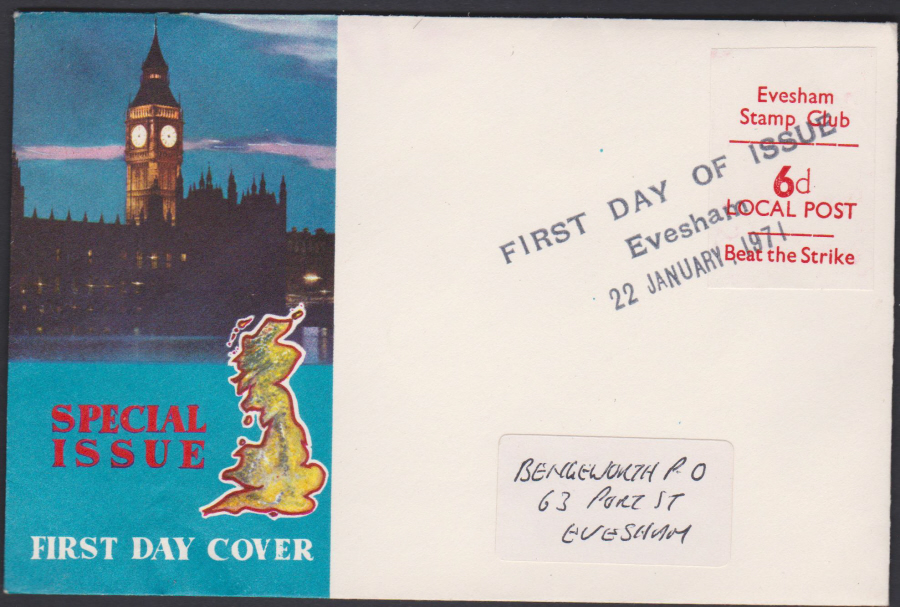 SPECIAL
ISSUE
FIRST DAY COVER
Evesham
Stamp Club
6d
LOCAL POST
Beat the Strike
FIRST DAY OF ISSUE
Evesham
22 JANUARY 1971
BENGEWORTH P.O
63 PORT ST
EVESHAM